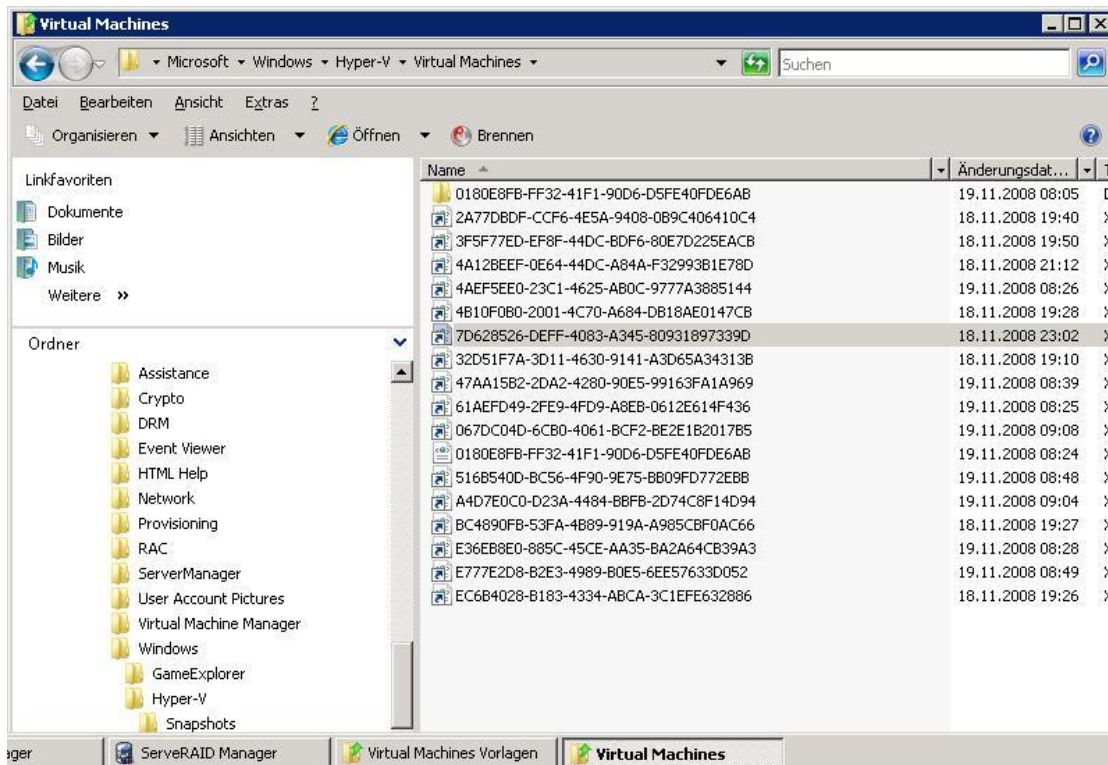 Virtual Machines
Microsoft Windows Hyper-V Virtual Machines
Suchen
Datei Bearbeiten Ansicht Extras ?
Organisieren Ansichten Öffnen Brennen
Linkfavoriten
Dokumente
Bilder
Musik
Weitere »
Ordner
Assistance
Crypto
DRM
Event Viewer
HTML Help
Network
Provisioning
RAC
ServerManager
User Account Pictures
Virtual Machine Manager
Windows
GameExplorer
Hyper-V
Snapshots
Name Änderungsdat...
0180E8FB-FF32-41F1-90D6-D5FE40FDE6AB 19.11.2008 08:05
2A77DBDF-CCF6-4E5A-9408-0B9C406410C4 18.11.2008 19:40
3F5F77ED-EF8F-44DC-BDF6-80E7D225EACB 18.11.2008 19:50
4A12BEEF-0E64-44DC-A84A-F32993B1E78D 18.11.2008 21:12
4AEF5EE0-23C1-4625-AB0C-9777A3885144 19.11.2008 08:26
4B10F0B0-2001-4C70-A684-DB18AE0147CB 18.11.2008 19:28
7D628526-DEFF-4083-A345-80931897339D 18.11.2008 23:02
32D51F7A-3D11-4630-9141-A3D65A34313B 18.11.2008 19:10
47AA15B2-2DA2-4280-90E5-99163FA1A969 19.11.2008 08:39
61AEFD49-2FE9-4FD9-A8EB-0612E614F436 19.11.2008 08:25
067DC04D-6CB0-4061-BCF2-BE2E1B2017B5 19.11.2008 09:08
0180E8FB-FF32-41F1-90D6-D5FE40FDE6AB 19.11.2008 08:24
516B540D-BC56-4F90-9E75-BB09FD772EBB 19.11.2008 08:48
A4D7E0C0-D23A-4484-BBFB-2D74C8F14D94 19.11.2008 09:04
BC4890FB-53FA-4B89-919A-A985CBF0AC66 18.11.2008 19:27
E36EB8E0-885C-45CE-AA35-BA2A64CB39A3 19.11.2008 08:28
E777E2D8-B2E3-4989-B0E5-6EE57633D052 19.11.2008 08:49
EC6B4028-B183-4334-ABCA-3C1EFE632886 18.11.2008 19:26
ServeRAID Manager Virtual Machines Vorlagen Virtual Machines